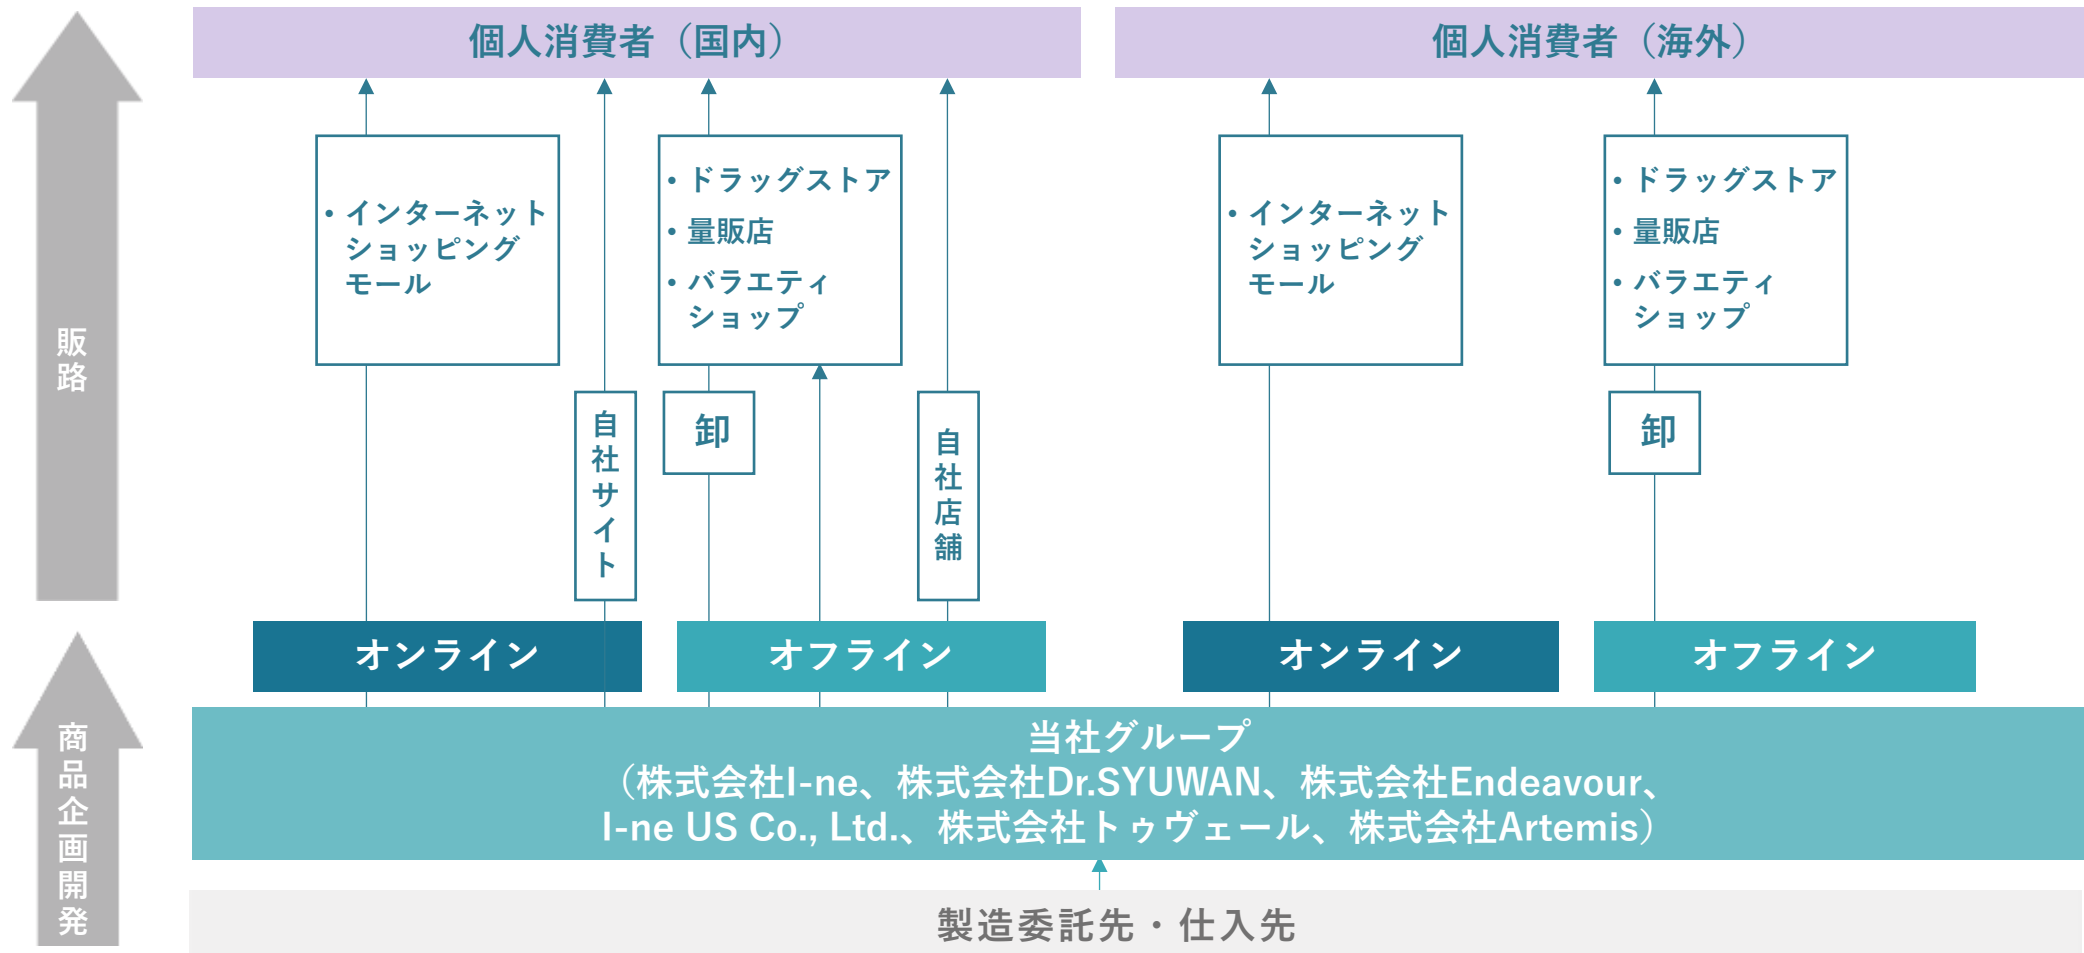 個人消費者（国内）
個人消費者（海外）
・インターネット
ショッピング
モール
・ドラッグストア
・量販店
・バラエティ
ショップ
・インターネット
ショッピング
モール
・ドラッグストア
・量販店
・バラエティ
ショップ
販路
自社サイト
卸
自社店舗
卸
オンライン
オフライン
オンライン
オフライン
商品企画開発
当社グループ
（株式会社I-ne、株式会社Dr.SYUWAN、株式会社Endeavour、
I-ne US Co., Ltd.、株式会社トゥヴェール、株式会社Artemis）
製造委託先・仕入先